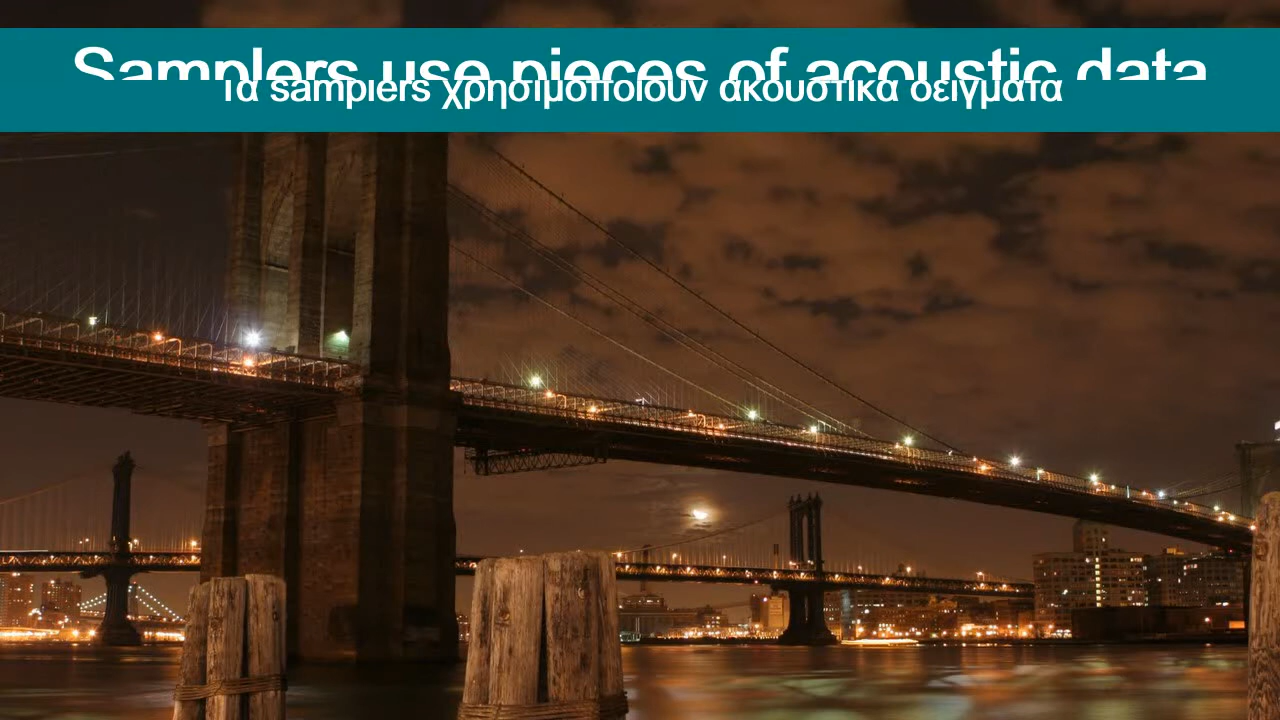 Samplers use pieces of acoustic data
Τα samplers χρησιμοποιούν ακουστικά δείγματα